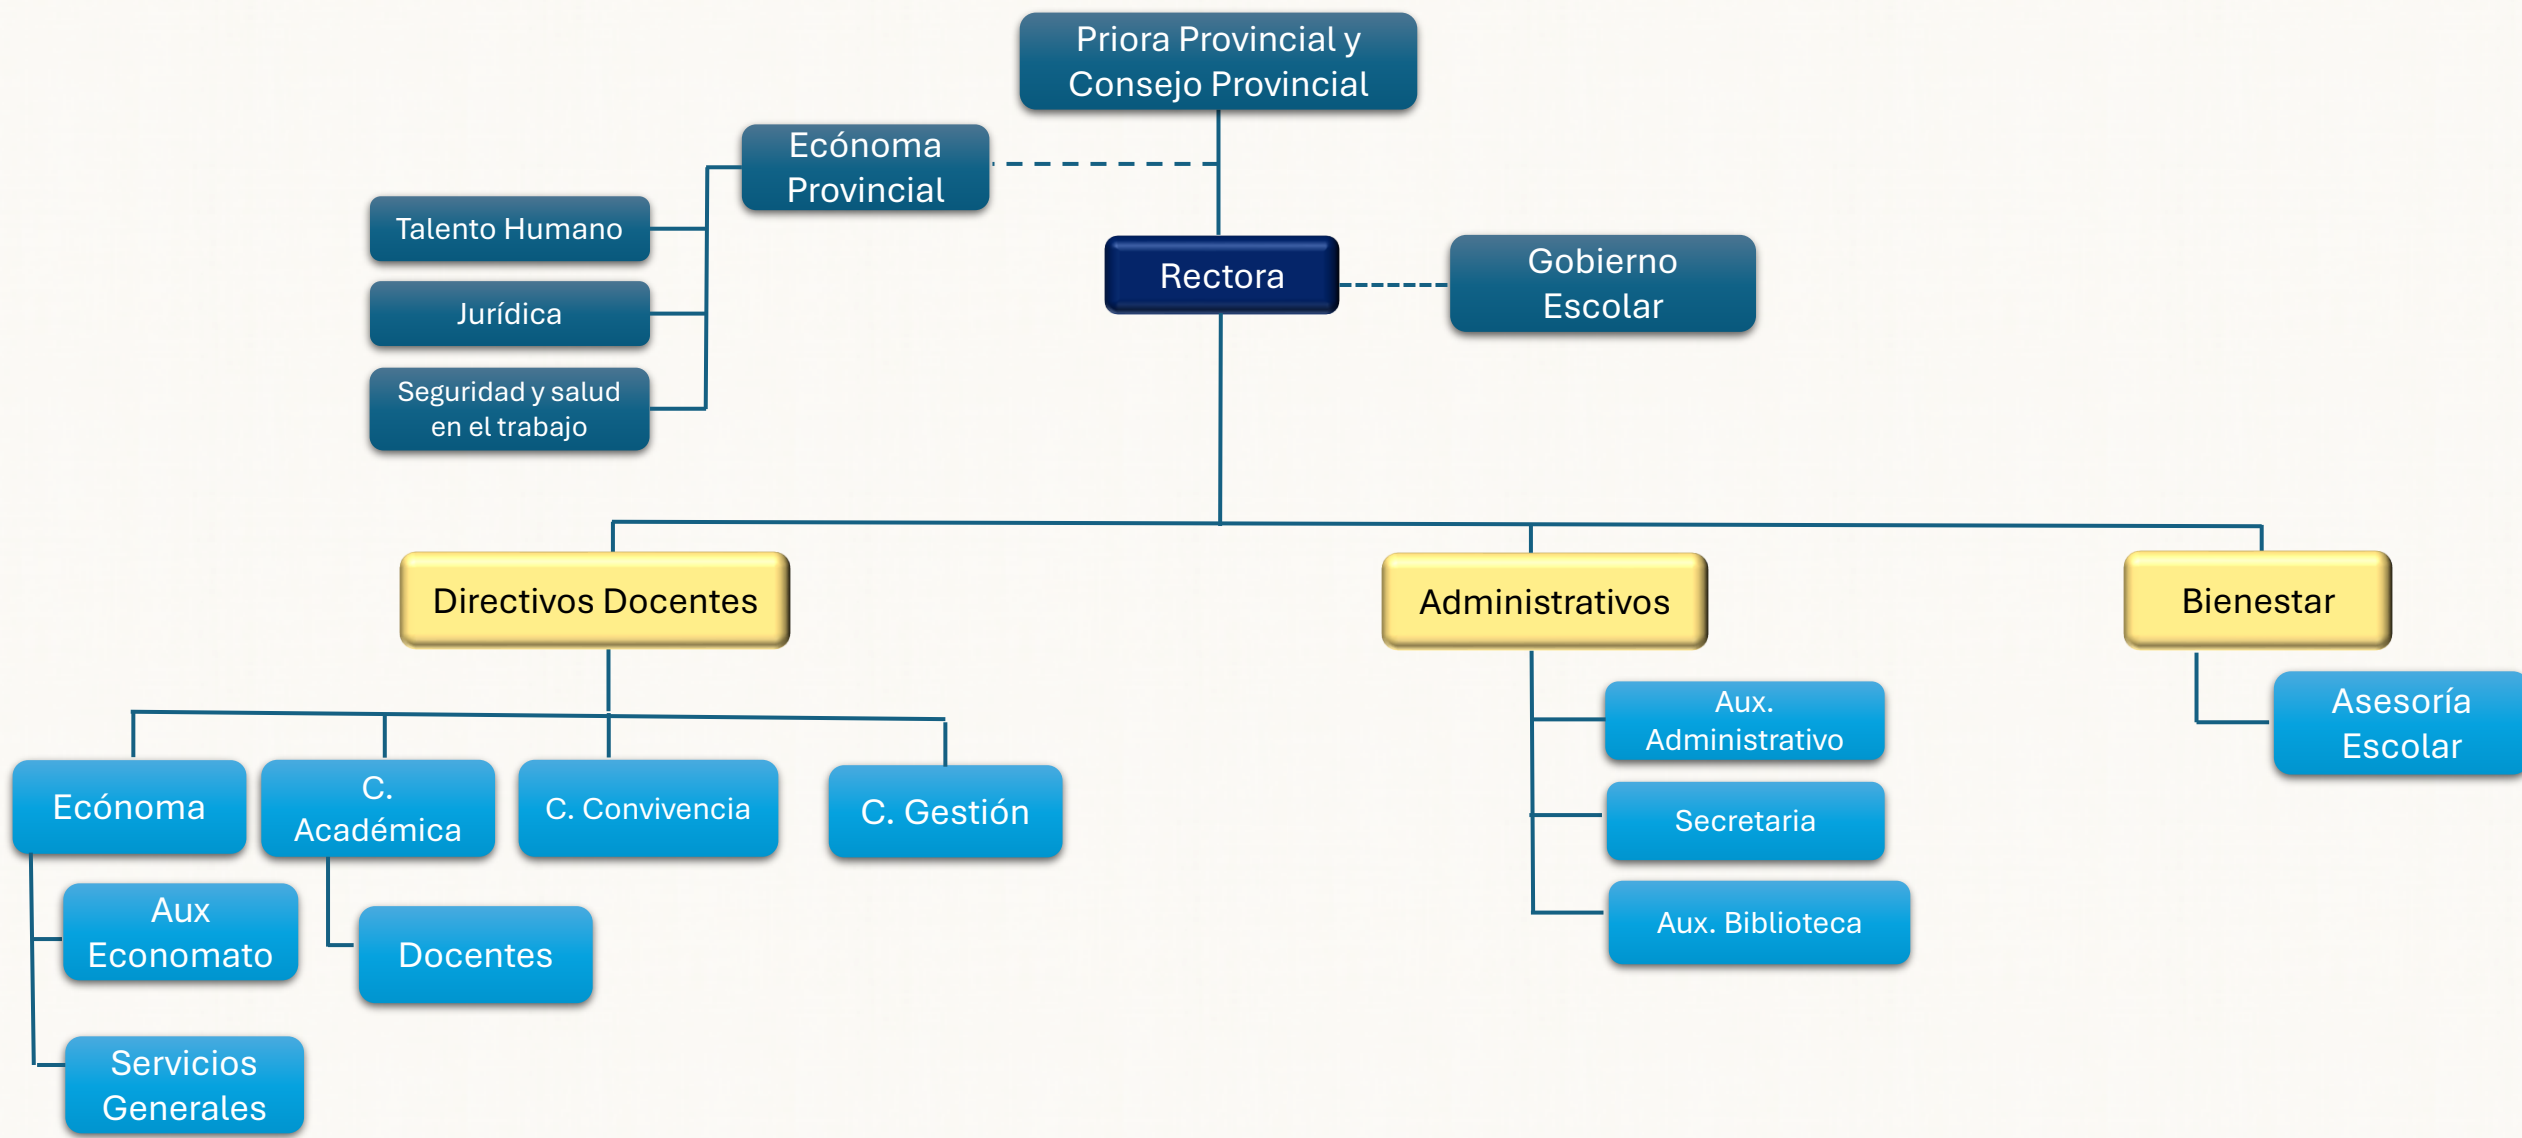 Priora Provincial y
Consejo Provincial
Ecónoma
Provincial
Talento Humano
Jurídica
Seguridad y salud
en el trabajo
Rectora
Gobierno
Escolar
Directivos Docentes
Administrativos
Bienestar
Ecónoma
C.
Académica
C. Convivencia
C. Gestión
Aux
Economato
Docentes
Servicios
Generales
Aux.
Administrativo
Secretaria
Aux. Biblioteca
Asesoría
Escolar